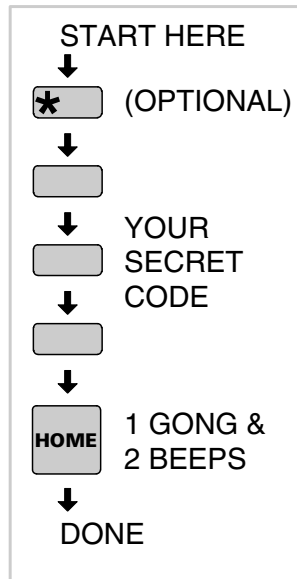 START HERE
* (OPTIONAL)
YOUR
SECRET
CODE
HOME
1 GONG &
2 BEEPS
DONE